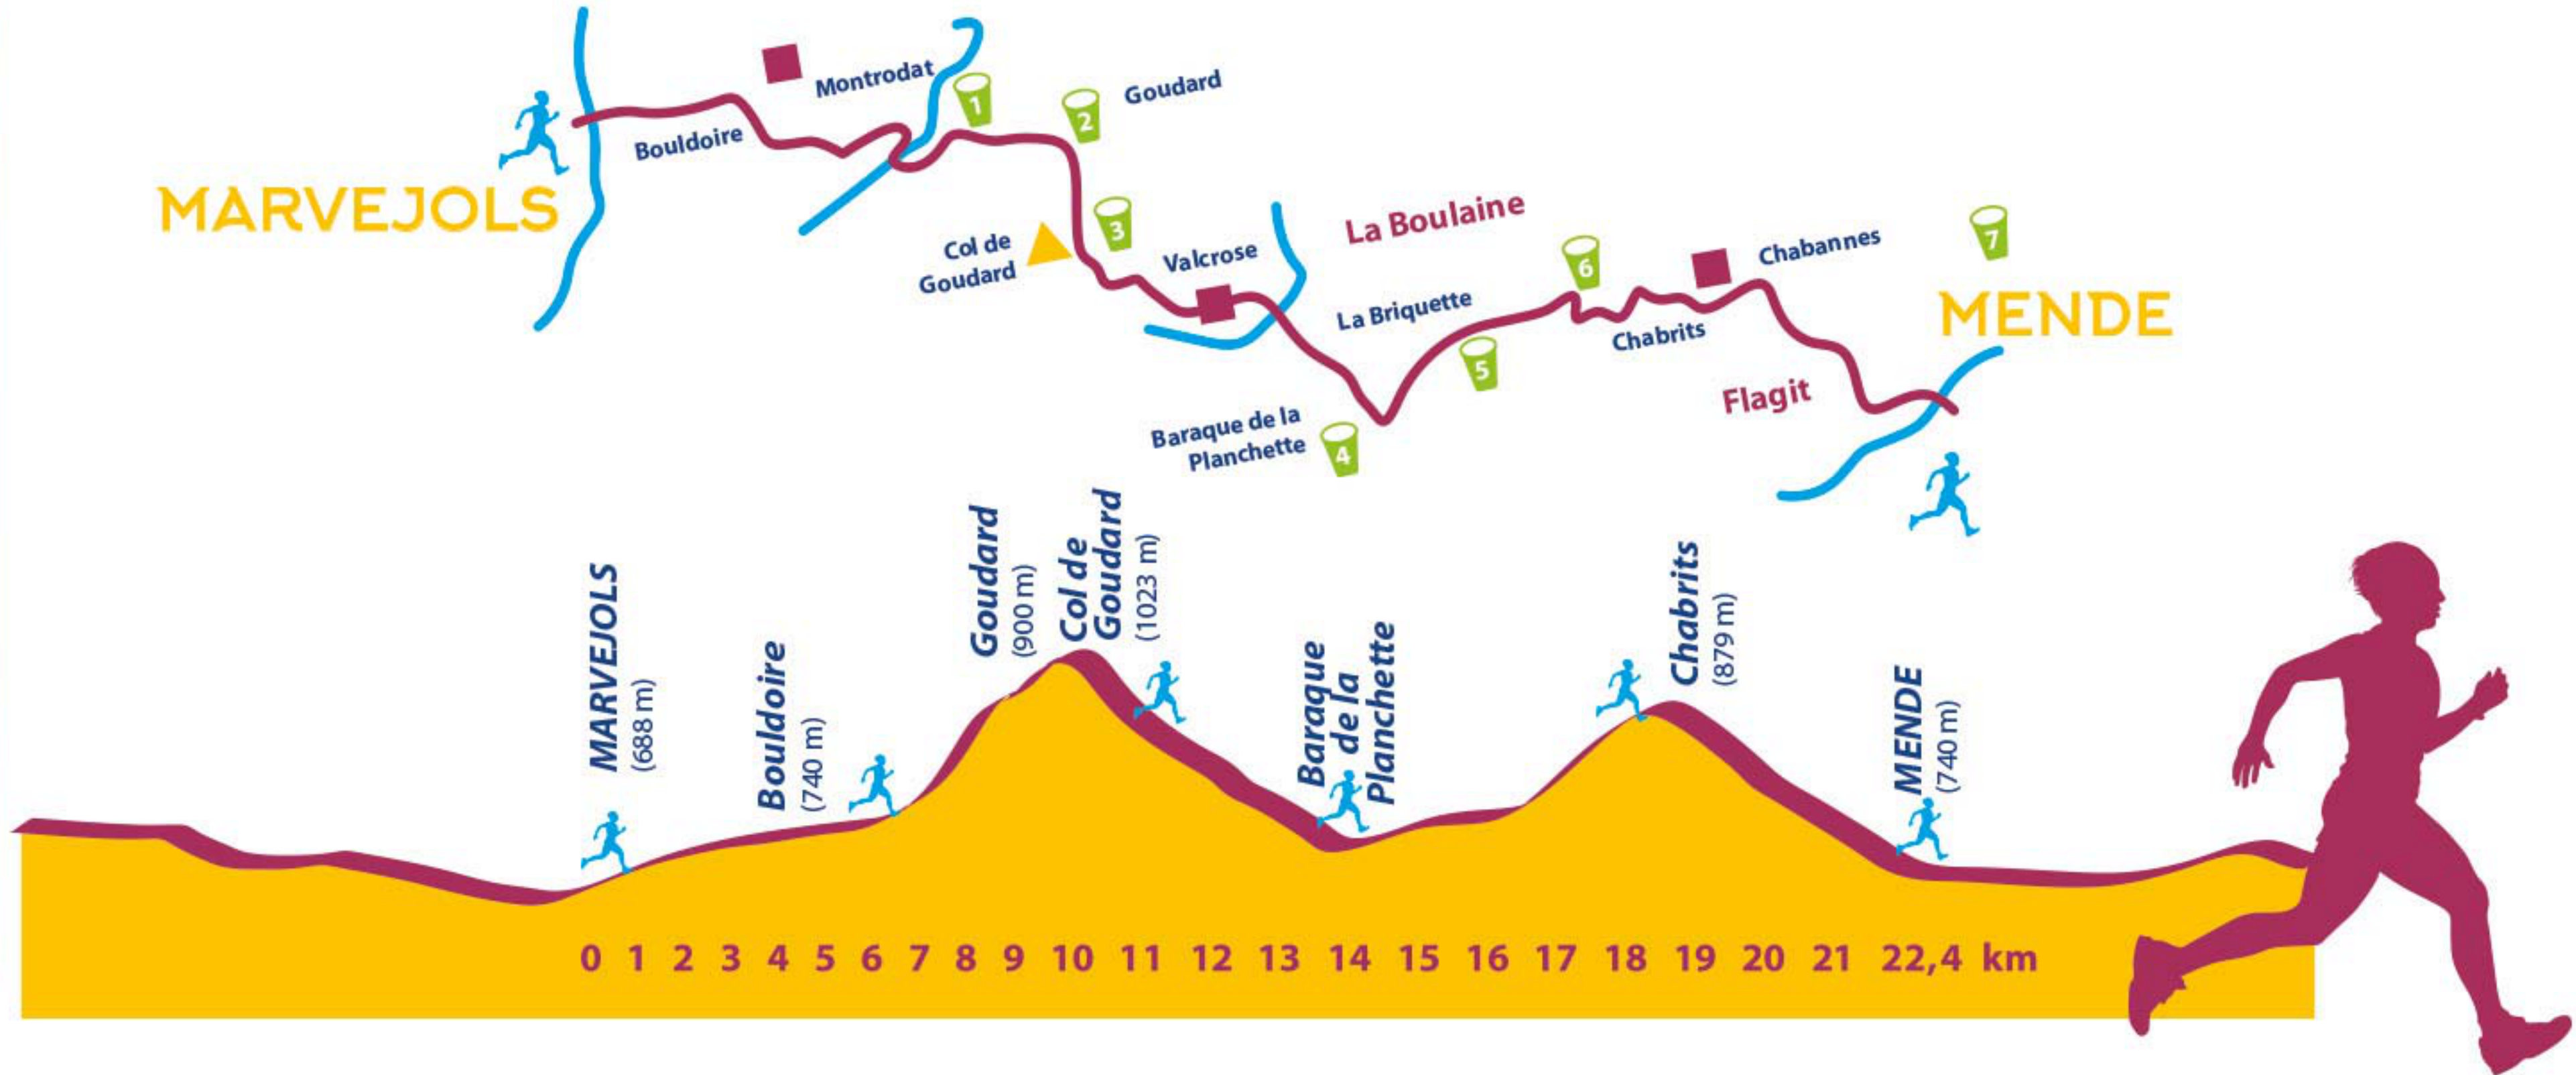 Montrodat
1
2
Goudard
Bouldoire
MARVEJOLS
3
Col de
Goudard
Valcrose
La Boulaine
6
Chabannes
7
MENDE
La Briquette
Chabrits
5
Flagit
Baraque de la
Planchette
4
MARVEJOLS
(688 m)
Bouldoire
(740 m)
Goudard
(900 m)
Col de
Goudard
(1023 m)
Baraque
de la
Planchette
Chabrits
(879 m)
MENDE
(740 m)
0 1 2 3 4 5 6 7 8 9 10 11 12 13 14 15 16 17 18 19 20 21 22,4 km